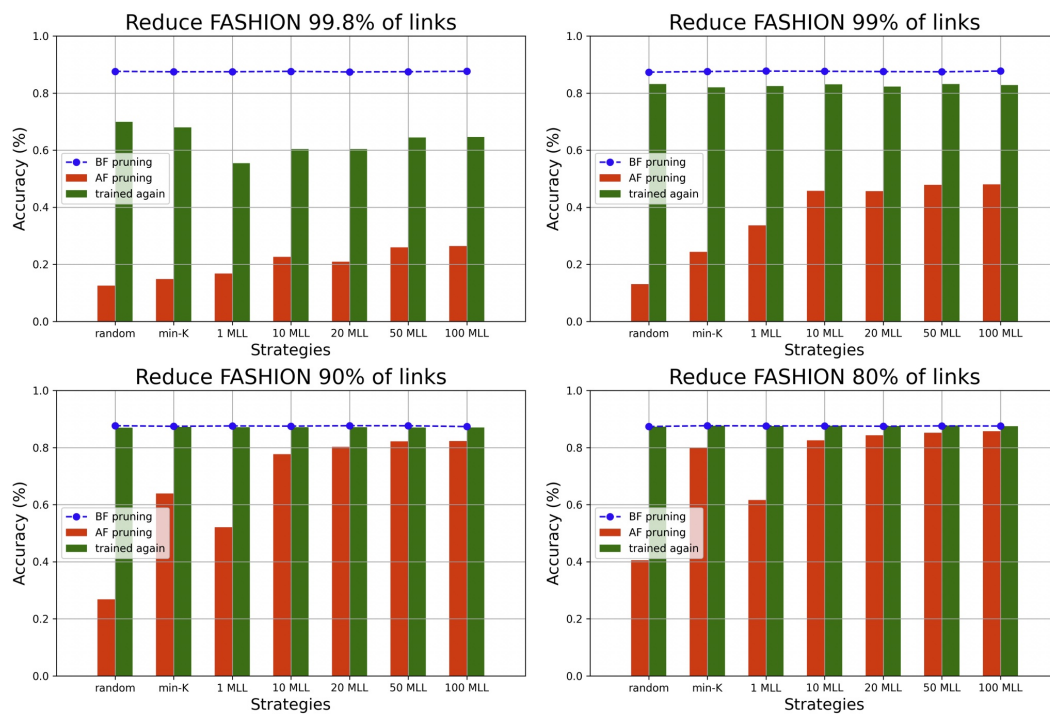 Reduce FASHION 99.8% of links
1.0
0.8
0.6
0.4
0.2
0.0
Accuracy (%)
BF pruning
AF pruning
trained again
random min-K 1 MLL 10 MLL 20 MLL 50 MLL 100 MLL
Strategies
Reduce FASHION 99% of links
1.0
0.8
0.6
0.4
0.2
0.0
Accuracy (%)
BF pruning
AF pruning
trained again
random min-K 1 MLL 10 MLL 20 MLL 50 MLL 100 MLL
Strategies
Reduce FASHION 90% of links
1.0
0.8
0.6
0.4
0.2
0.0
Accuracy (%)
BF pruning
AF pruning
trained again
random min-K 1 MLL 10 MLL 20 MLL 50 MLL 100 MLL
Strategies
Reduce FASHION 80% of links
1.0
0.8
0.6
0.4
0.2
0.0
Accuracy (%)
BF pruning
AF pruning
trained again
random min-K 1 MLL 10 MLL 20 MLL 50 MLL 100 MLL
Strategies